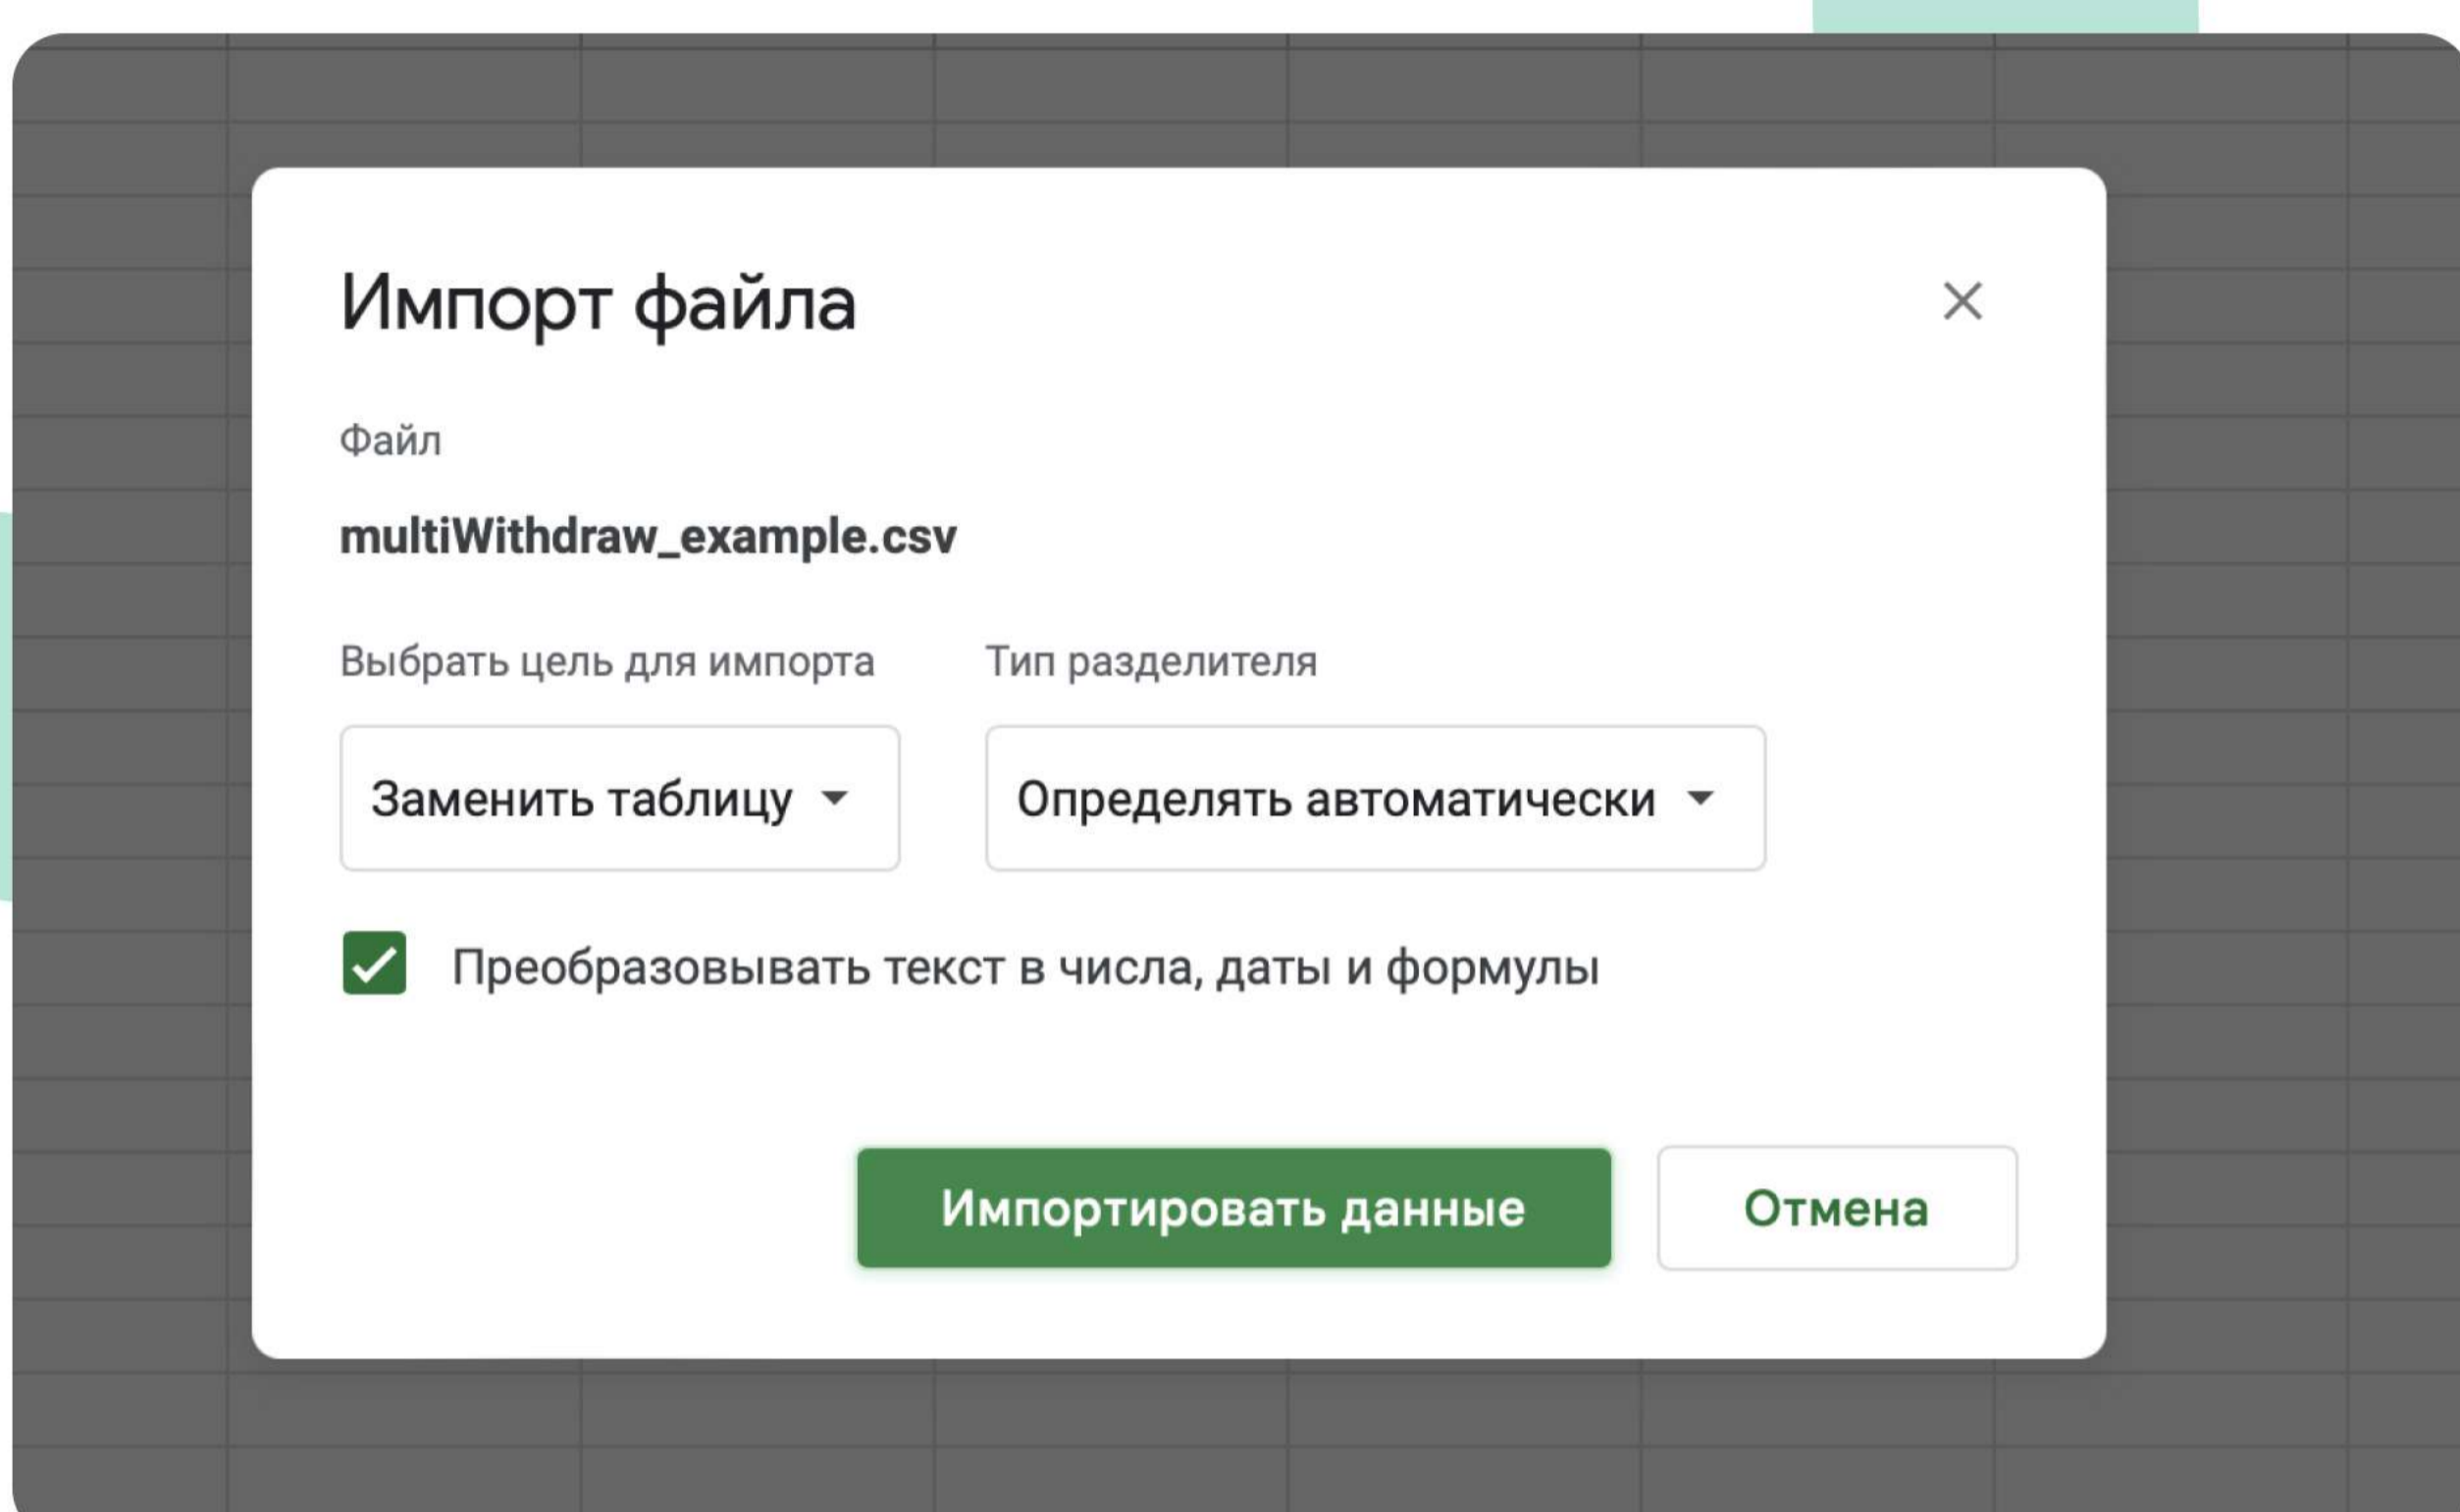 Импорт файла
Файл
multiWithdraw_example.csv
Выбрать цель для импорта Тип разделителя
Заменить таблицу Определять автоматически
Преобразовывать текст в числа, даты и формулы
Импортировать данные Отмена